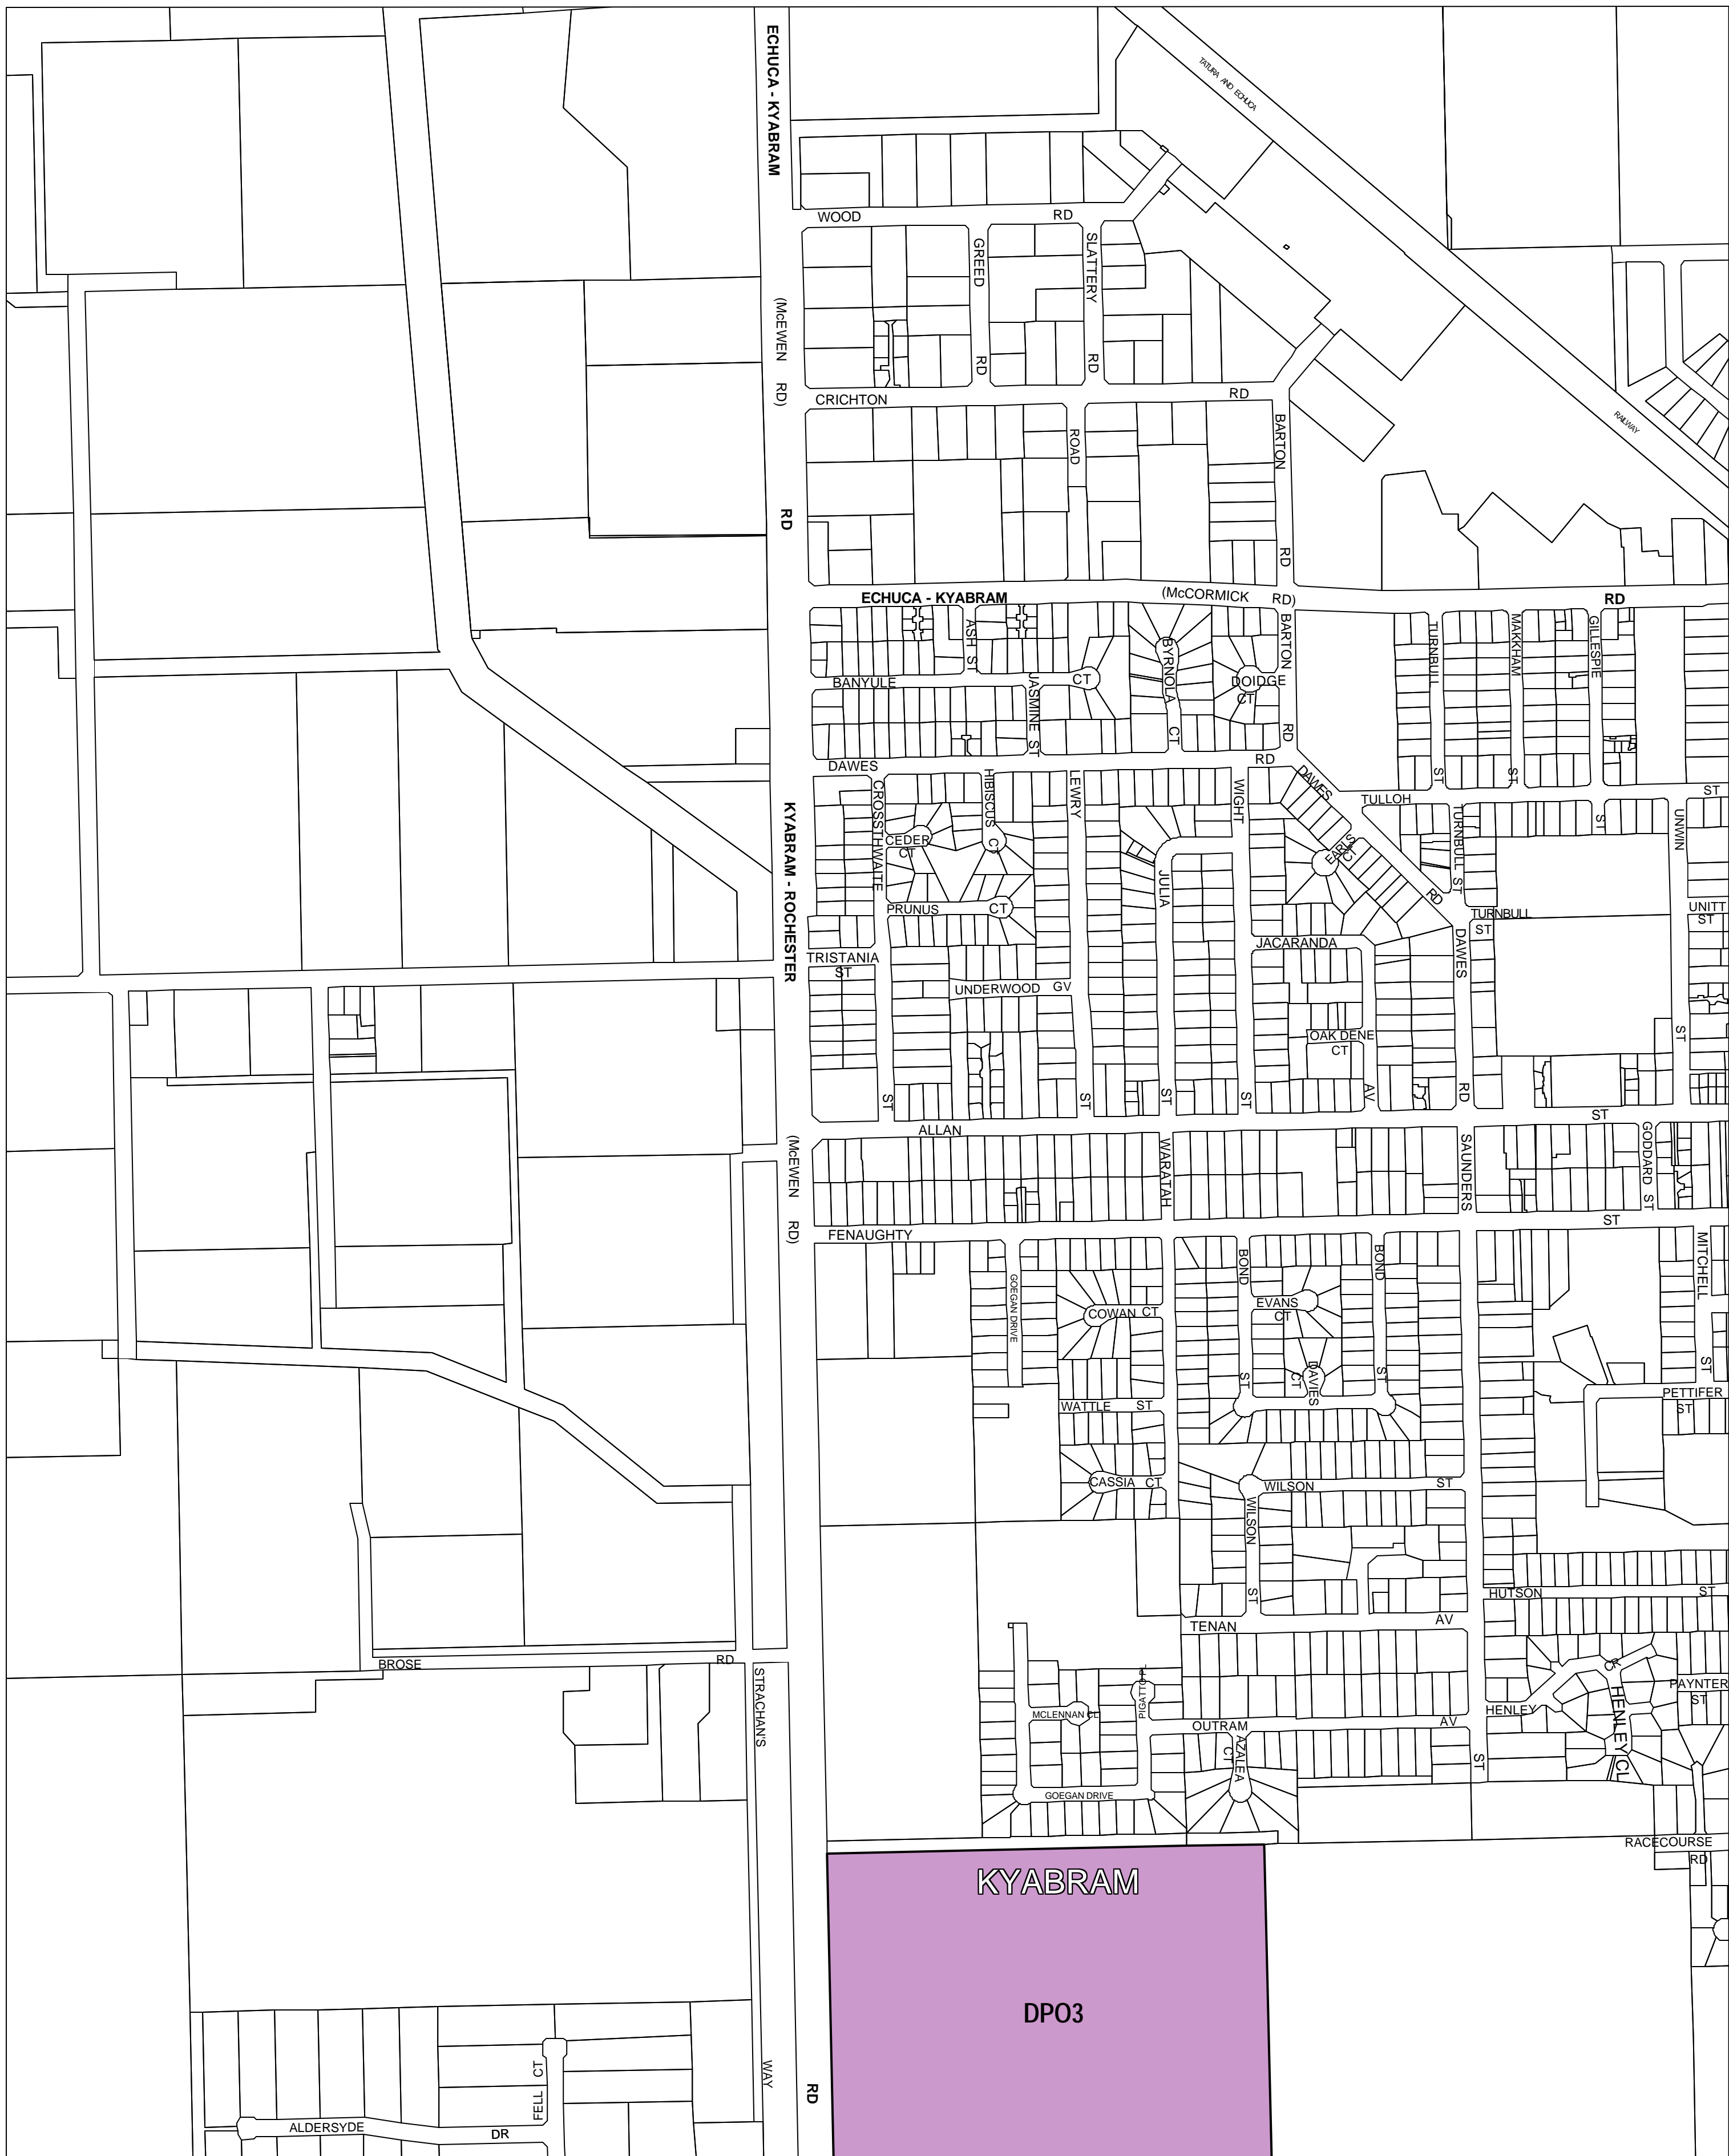 ECHUCA - KYABRAM
TATURA AND ECHUCA
WOOD RD
GREED RD
SLATTERY RD
(McEWEN RD)
CRICHTON RD
ROAD
BARTON RD
RAILWAY
RD
ECHUCA - KYABRAM RD
(McCORMICK RD)
ASH ST
BYRNOLA CT
BARTON RD
TURNBULL ST
MAKKHAM ST
GILLESPIE ST
BANYULE CT
JASMINE ST
DOIDGE CT
DAWES RD
DAWES RD
TULLOH ST
CROSSTHWAITE ST
HIBISCUS CT
LEWRY ST
WIGHT ST
TURNBULL ST
UNWIN ST
KYABRAM - ROCHESTER
CEDER CT
EARLS CT
JULIA ST
PRUNUS CT
UNITT ST
TURNBULL ST
JACARANDA AV
DAWES RD
TRISTANIA ST
UNDERWOOD GV
OAK DENE CT
ALLAN ST
(McEWEN RD)
WARATAH
SAUNDERS ST
GODDARD ST
FENAUGHTY ST
BOND ST
BOND ST
MITCHELL ST
GOEGAN DRIVE
EVANS CT
COWAN CT
DAVIES CT
WATTLE ST
PETTIFER ST
CASSIA CT
WILSON ST
WILSON ST
HUTSON ST
TENAN AV
BROSE RD
STRACHAN'S WAY
PIGATTO PL
CR
PAYNTER ST
MCLENNAN CL
HENLEY
HENLEY CL
OUTRAM AV
AZALEA CT
GOEGAN DRIVE
RACECOURSE RD
KYABRAM
DPO3
FELL CT
RD
ALDERSYDE DR